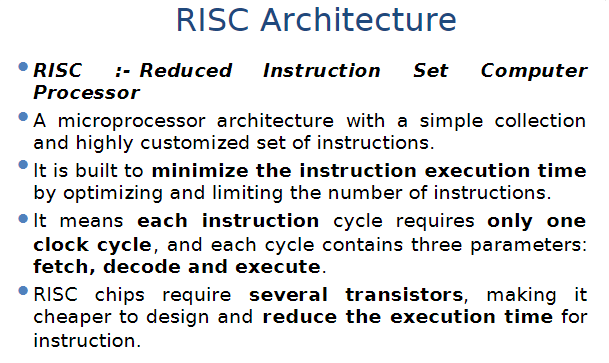 RISC Architecture
RISC :- Reduced Instruction Set Computer
Processor
A microprocessor architecture with a simple collection
and highly customized set of instructions.
It is built to minimize the instruction execution time
by optimizing and limiting the number of instructions.
It means each instruction cycle requires only one
clock cycle, and each cycle contains three parameters:
fetch, decode and execute.
RISC chips require several transistors, making it
cheaper to design and reduce the execution time for
instruction.